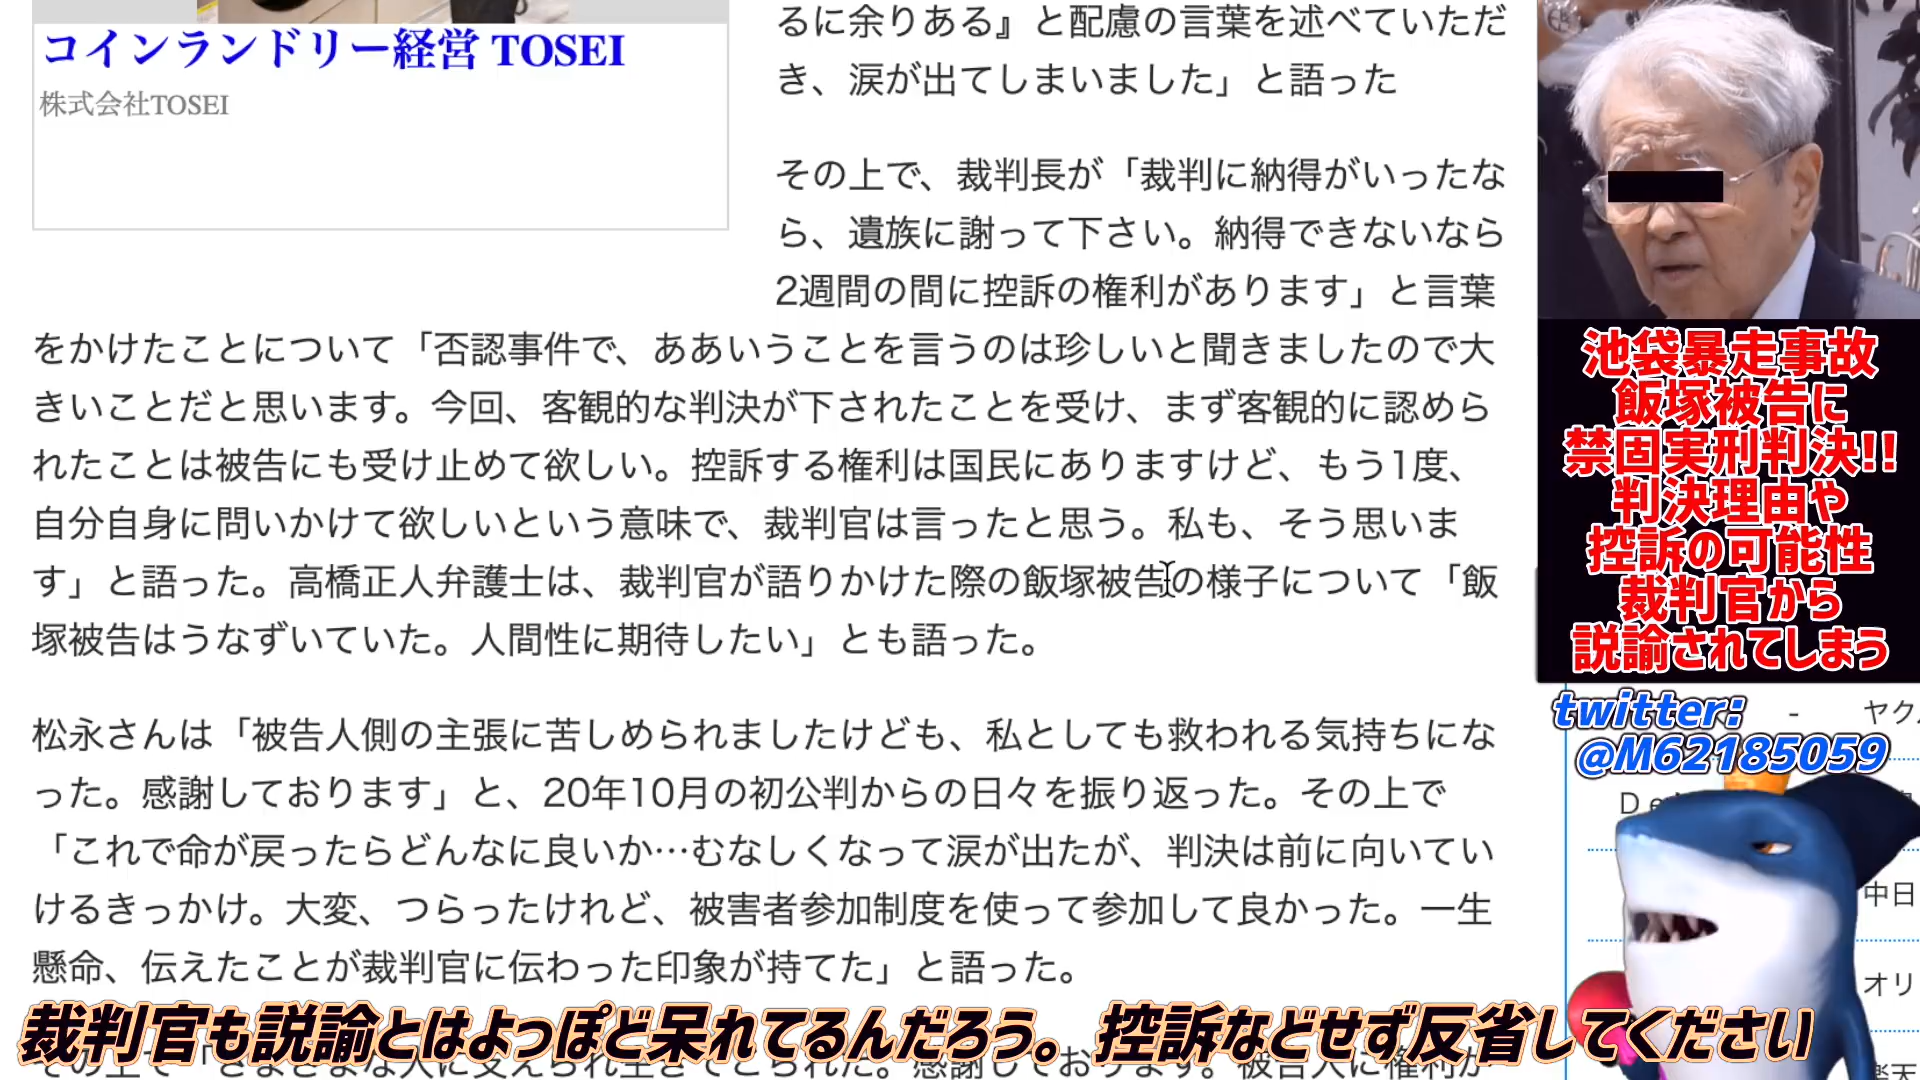 コインランドリー経営 TOSEI
株式会社TOSEI
るに余りある』と配慮の言葉を述べていただ
き、涙が出てしまいました」と語った
その上で、裁判長が「裁判に納得がいったな
ら、遺族に謝って下さい。納得できないなら
2週間の間に控訴の権利があります」と言葉
をかけたことについて「否認事件で、ああいうことを言うのは珍しいと聞きましたので大
きいことだと思います。今回、客観的な判決が下されたことを受け、まず客観的に認めら
れたことは被告にも受け止めて欲しい。控訴する権利は国民にありますけど、もう1度、
自分自身に問いかけて欲しいという意味で、裁判官は言ったと思う。私も、そう思いま
す」と語った。高橋正人弁護士は、裁判官が語りかけた際の飯塚被告の様子について「飯
塚被告はうなずいていた。人間性に期待したい」とも語った。
松永さんは「被告人側の主張に苦しめられましたけども、私としても救われる気持ちにな
った。感謝しております」と、20年10月の初公判からの日々を振り返った。その上で
「これで命が戻ったらどんなに良いか…むなしくなって涙が出たが、判決は前に向いてい
けるきっかけ。大変、つらったけれど、被害者参加制度を使って参加して良かった。一生
懸命、伝えたことが裁判官に伝わった印象が持てた」と語った。
裁判官も説諭とはよっぽど呆れてるんだろう。控訴などせず反省してください
池袋暴走事故
飯塚被告に
禁固実刑判決!!
判決理由や
控訴の可能性
裁判官から
説諭されてしまう
twitter:
@M62185059
- ヤク
De
中日
オリ